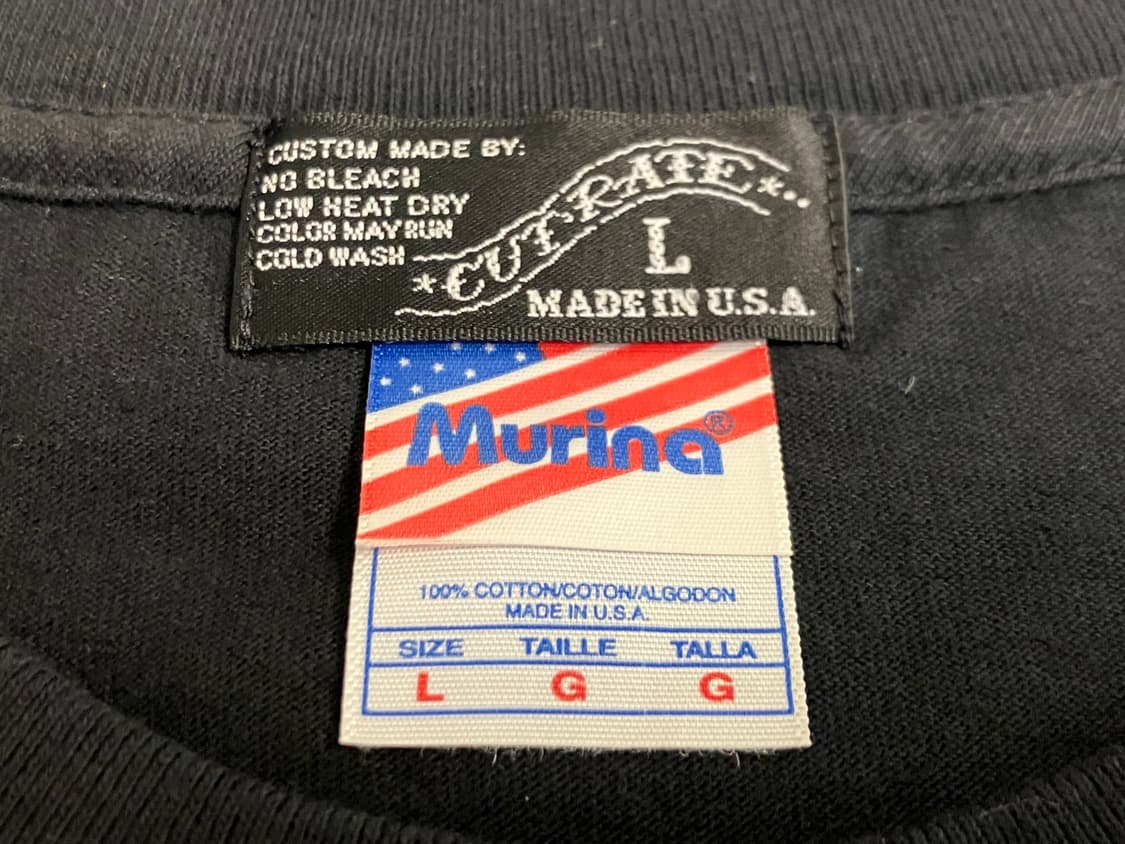 CUSTOM MADE BY:
NO BLEACH
LOW HEAT DRY
COLOR MAY RUN
COLD WASH
*CUT-RATE*
L
MADE IN U.S.A.
Murina®
100% COTTON/COTON/ALGODON
MADE IN U.S.A.
SIZE TAILLE TALLA
L G G